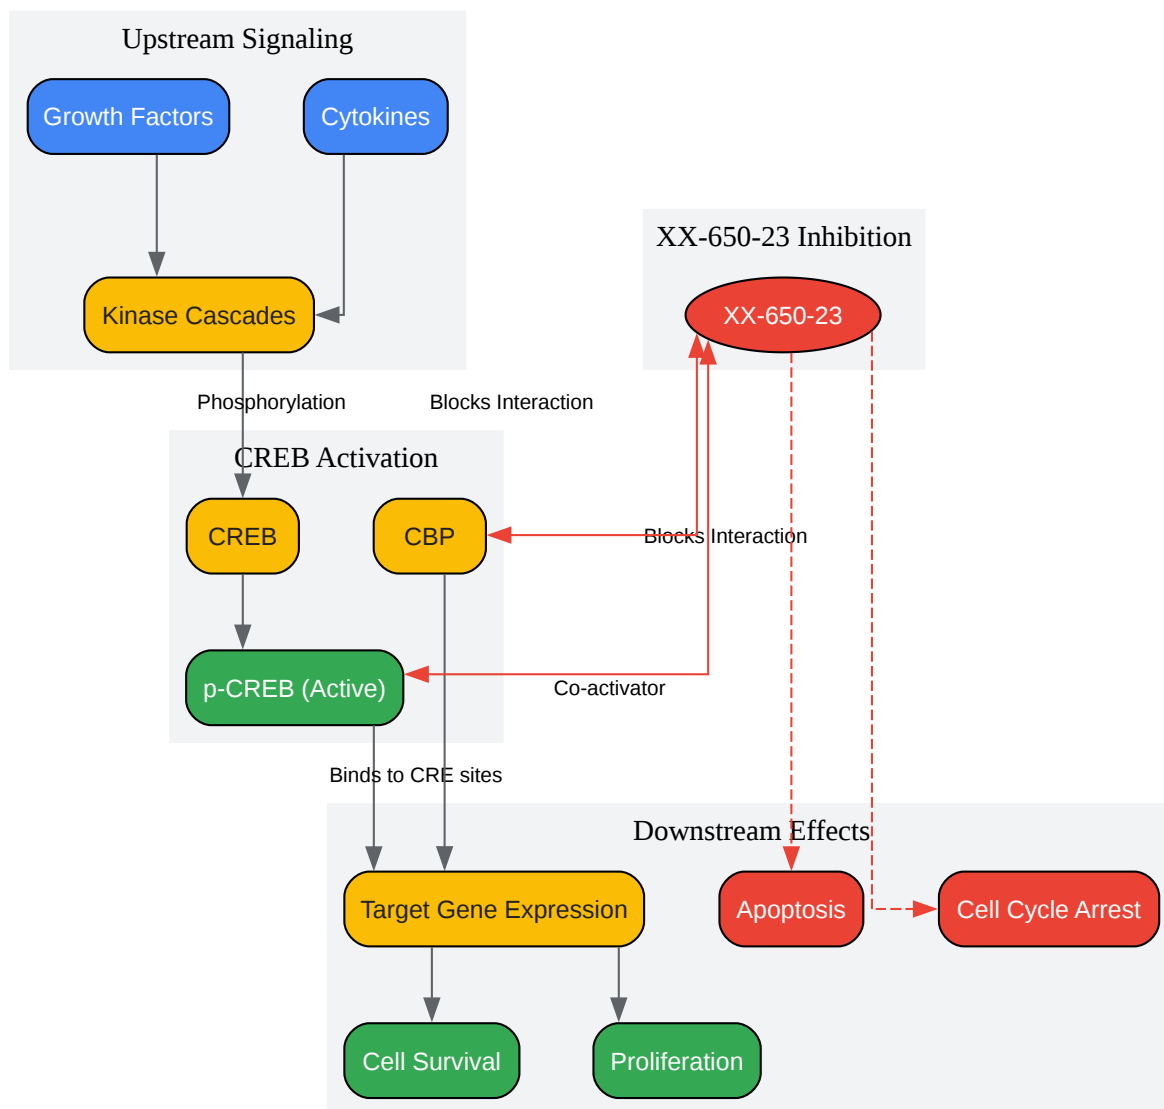 Upstream Signaling
Growth Factors
Cytokines
XX-650-23 Inhibition
Kinase Cascades
XX-650-23
Phosphorylation
Blocks Interaction
CREB Activation
CREB
CBP
Blocks Interaction
p-CREB (Active)
Co-activator
Binds to CRE sites
Downstream Effects
Target Gene Expression
Apoptosis
Cell Cycle Arrest
Cell Survival
Proliferation